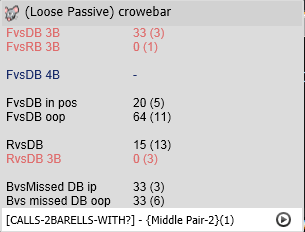 (Loose Passive) crowebar
FvsDB 3B 33 (3)
FvsRB 3B 0 (1)
FvsDB 4B -
FvsDB in pos 20 (5)
FvsDB oop 64 (11)
RvsDB 15 (13)
RvsDB 3B 0 (3)
BvsMissed DB ip 33 (3)
Bvs missed DB oop 33 (6)
[CALLS-2BARELLS-WITH?] - {Middle Pair-2}(1)